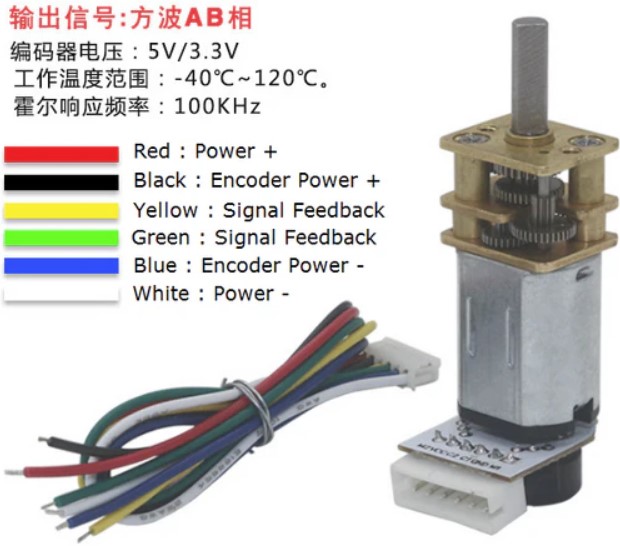 输出信号:方波AB相
编码器电压：5V/3.3V
工作温度范围：-40℃~120℃。
霍尔响应频率：100KHz
Red : Power +
Black : Encoder Power +
Yellow : Signal Feedback
Green : Signal Feedback
Blue : Encoder Power -
White : Power -